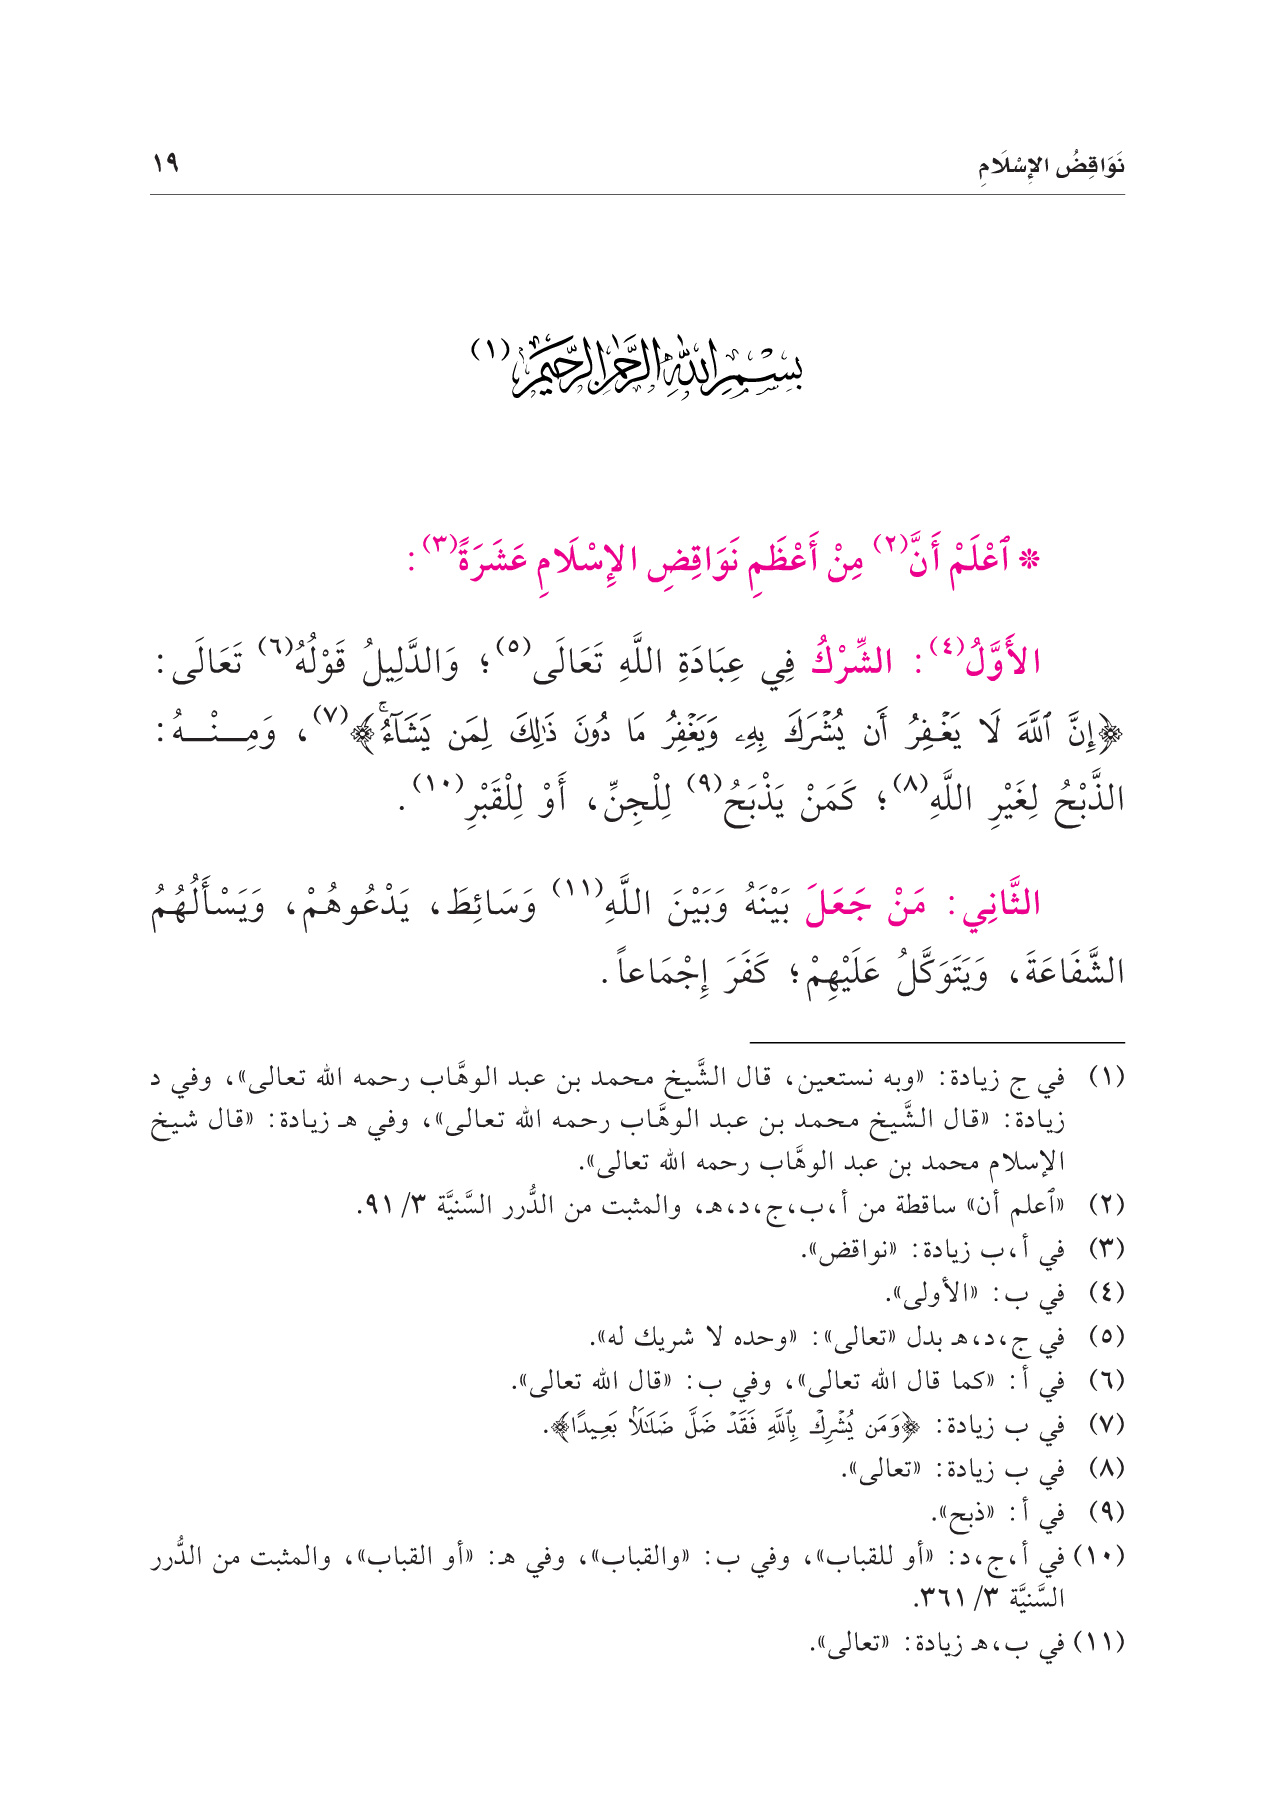 نَوَاقِضُ الإِسْلَامِ ١٩
بِسْمِ اللَّهِ الرَّحْمَنِ الرَّحِيمِ (١)
* ٱعْلَمْ أَنَّ(٢) مِنْ أَعْظَمِ نَوَاقِضِ الإِسْلَامِ عَشَرَةً(٣):
الأَوَّلُ(٤): الشِّرْكُ فِي عِبَادَةِ اللَّهِ تَعَالَى(٥)؛ وَالدَّلِيلُ قَوْلُهُ(٦) تَعَالَى:
﴿إِنَّ ٱللَّهَ لَا يَغْفِرُ أَن يُشْرَكَ بِهِۦ وَيَغْفِرُ مَا دُونَ ذَٰلِكَ لِمَن يَشَآءُۚ﴾(٧)، وَمِنْهُ:
الذَّبْحُ لِغَيْرِ اللَّهِ(٨)؛ كَمَنْ يَذْبَحُ(٩) لِلْجِنِّ، أَوْ لِلْقَبْرِ(١٠).
الثَّانِي: مَنْ جَعَلَ بَيْنَهُ وَبَيْنَ اللَّهِ(١١) وَسَائِطَ، يَدْعُوهُمْ، وَيَسْأَلُهُمُ
الشَّفَاعَةَ، وَيَتَوَكَّلُ عَلَيْهِمْ؛ كَفَرَ إِجْمَاعاً.
(١) في ج زيادة: «وبه نستعين، قال الشَّيخ محمد بن عبد الوهَّاب رحمه الله تعالى»، وفي د
زيادة: «قال الشَّيخ محمد بن عبد الوهَّاب رحمه الله تعالى»، وفي هـ زيادة: «قال شيخ
الإسلام محمد بن عبد الوهَّاب رحمه الله تعالى».
(٢) «ٱعلم أن» ساقطة من أ،ب،ج،د،هـ، والمثبت من الدُّرر السَّنيَّة ٣/ ٩١.
(٣) في أ،ب زيادة: «نواقض».
(٤) في ب: «الأولى».
(٥) في ج،د،هـ بدل «تعالى»: «وحده لا شريك له».
(٦) في أ: «كما قال الله تعالى»، وفي ب: «قال الله تعالى».
(٧) في ب زيادة: ﴿وَمَن يُشْرِكْ بِٱللَّهِ فَقَدْ ضَلَّ ضَلَٰلَۢا بَعِيدًا﴾.
(٨) في ب زيادة: «تعالى».
(٩) في أ: «ذبح».
(١٠) في أ،ج،د: «أو للقباب»، وفي ب: «والقباب»، وفي هـ: «أو القباب»، والمثبت من الدُّرر
السَّنيَّة ٣/ ٣٦١.
(١١) في ب،هـ زيادة: «تعالى».